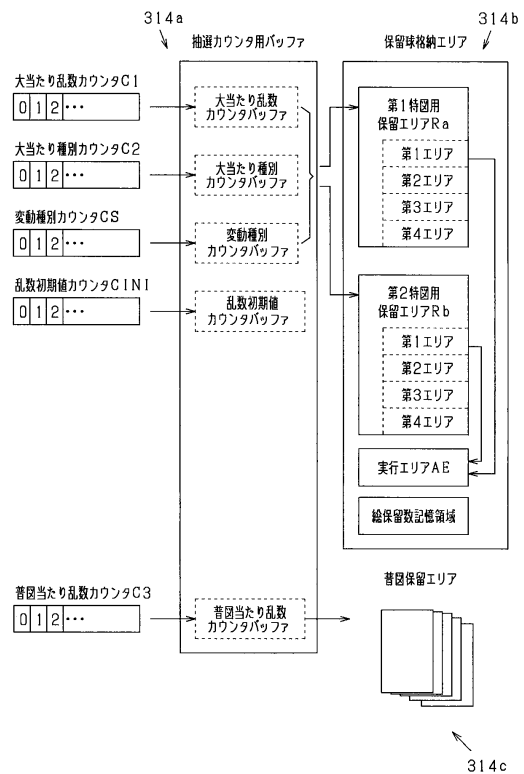 314a
314b
抽選カウンタ用バッファ
保留球格納エリア
大当たり乱数カウンタC1
0 1 2 ・・・
大当たり乱数
カウンタバッファ
大当たり種別カウンタC2
0 1 2 ・・・
大当たり種別
カウンタバッファ
変動種別カウンタCS
0 1 2 ・・・
変動種別
カウンタバッファ
乱数初期値カウンタCINI
0 1 2 ・・・
乱数初期値
カウンタバッファ
第1特図用
保留エリアRa
第1エリア
第2エリア
第3エリア
第4エリア
第2特図用
保留エリアRb
第1エリア
第2エリア
第3エリア
第4エリア
実行エリアAE
総保留数記憶領域
普図当たり乱数カウンタC3
0 1 2 ・・・
普図当たり乱数
カウンタバッファ
普図保留エリア
314c